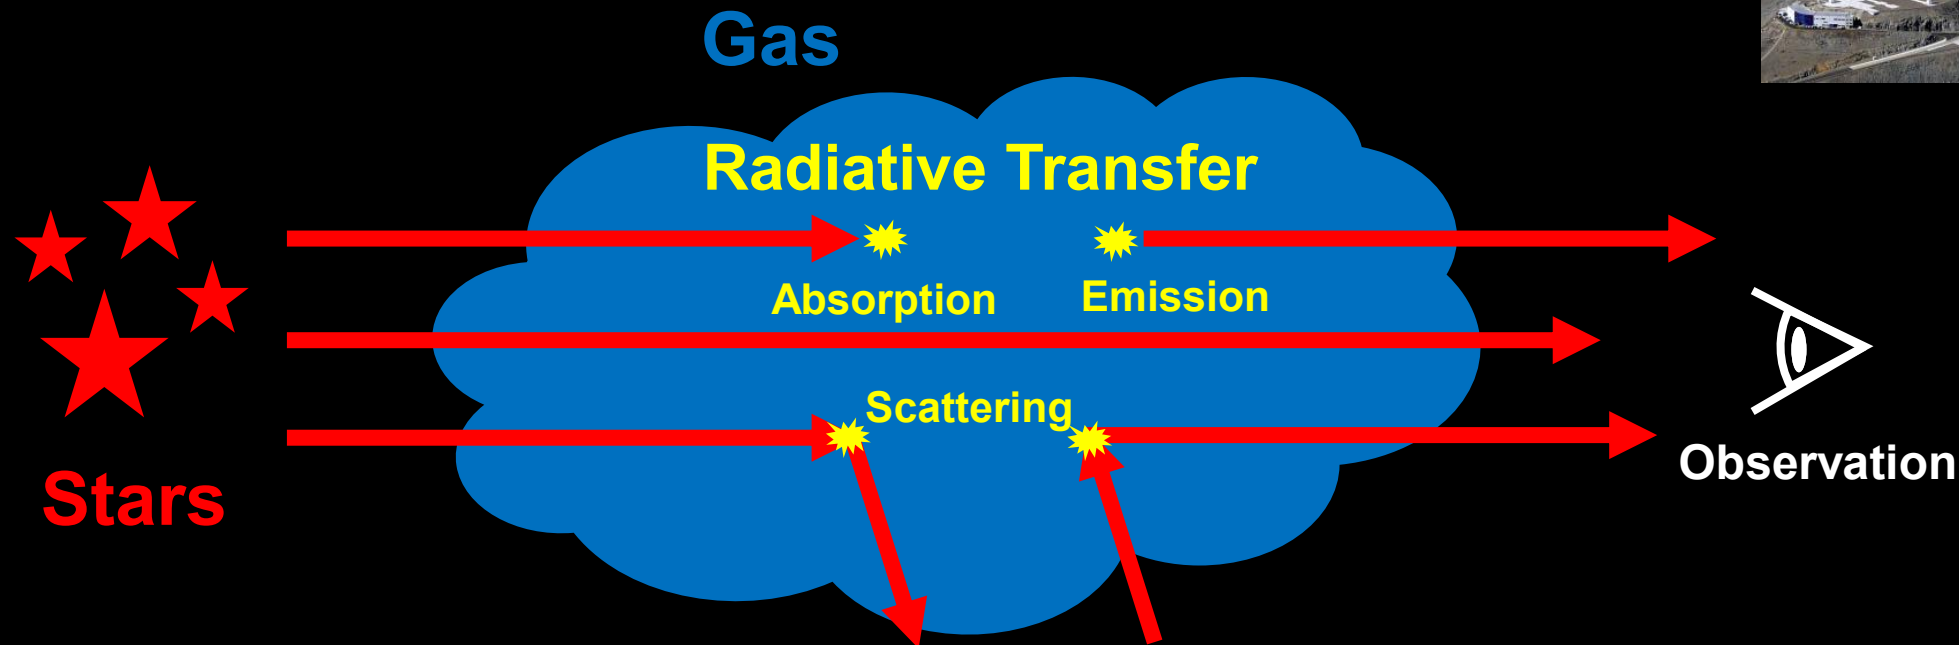 Gas
Radiative Transfer
Absorption
Emission
Scattering
Stars
Observation